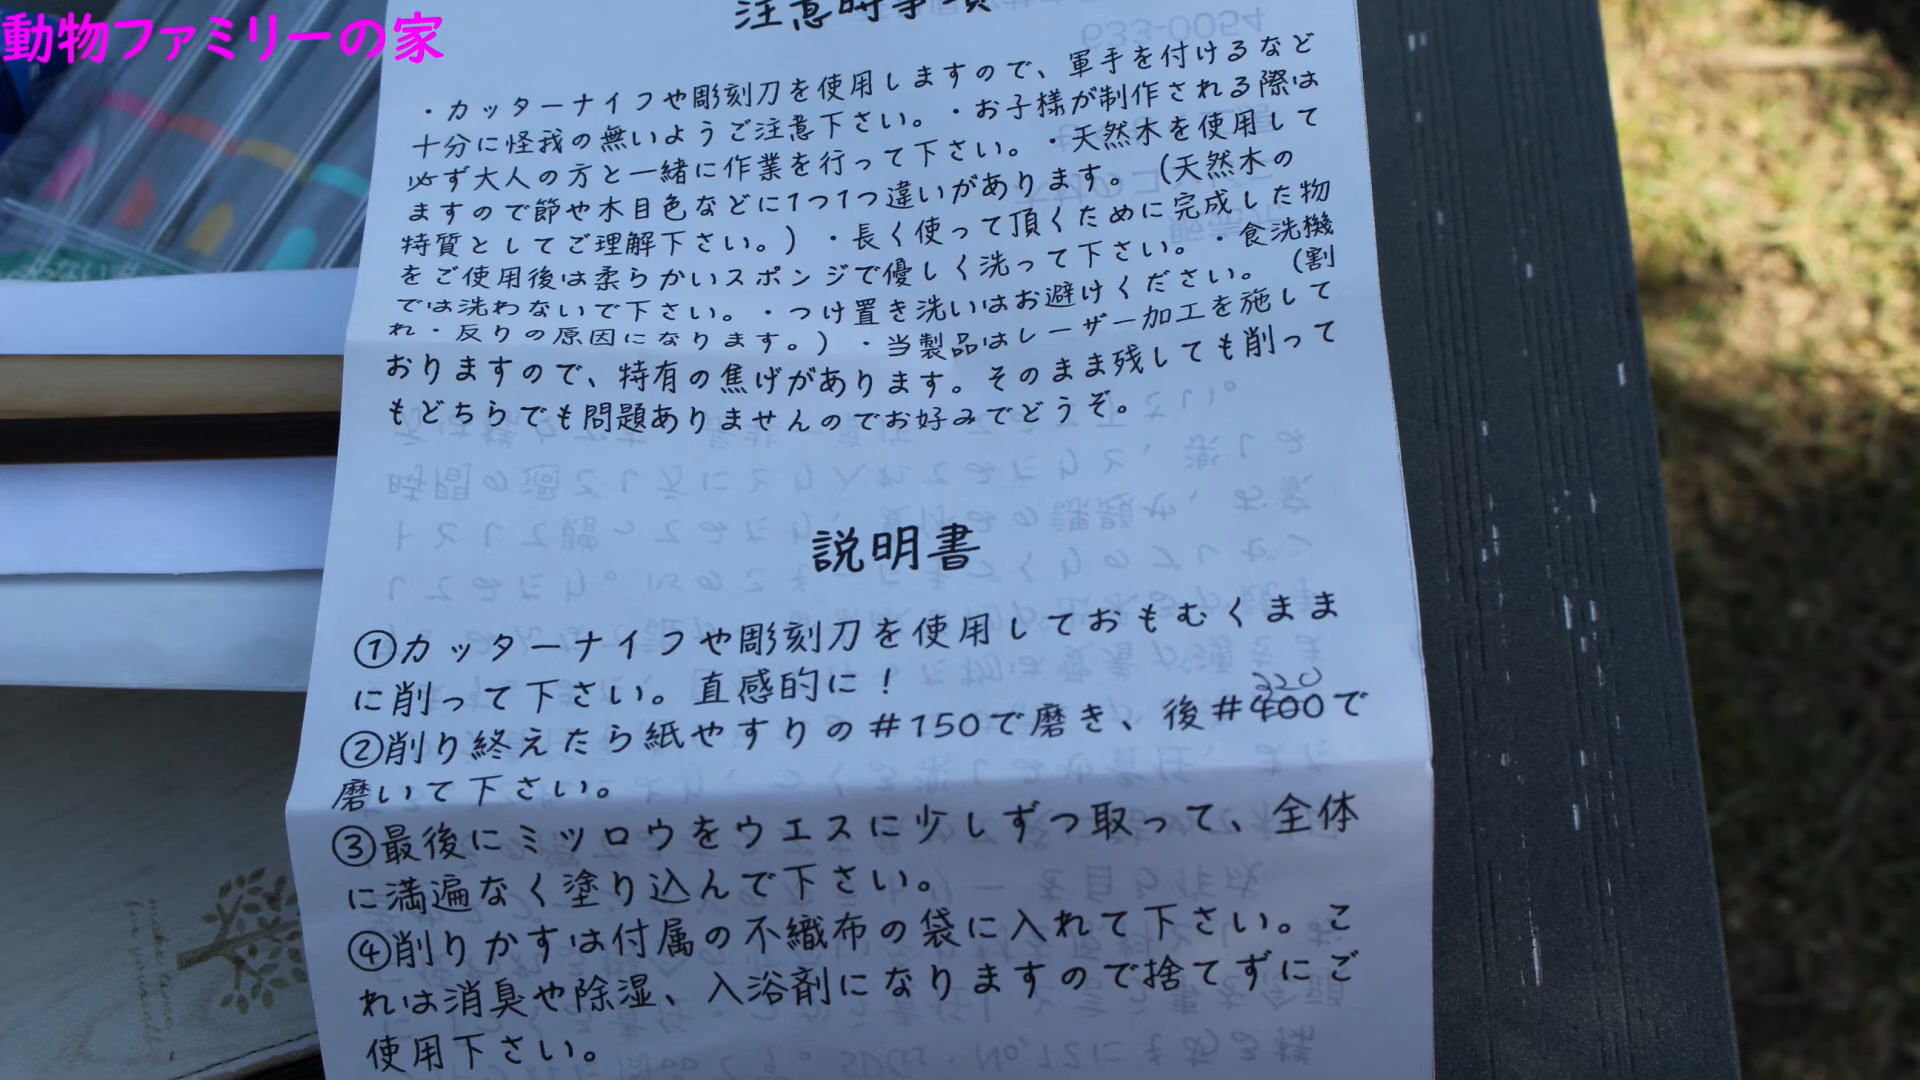 動物ファミリーの家
注意時事項
・カッターナイフや彫刻刀を使用しますので、軍手を付けるなど
十分に怪我の無いようご注意下さい。・お子様が制作される際は
必ず大人の方と一緒に作業を行って下さい。・天然木を使用して
ますので節や木目色などに1つ1つ違いがあります。（天然木の
特質としてご理解下さい。）・長く使って頂くために完成した物
をご使用後は柔らかいスポンジで優しく洗って下さい。・食洗機
では洗わないで下さい。・つけ置き洗いはお避けください。（割
れ・反りの原因になります。）・当製品はレーザー加工を施して
おりますので、特有の焦げがあります。そのまま残しても削って
もどちらでも問題ありませんのでお好みでどうぞ。
説明書
①カッターナイフや彫刻刀を使用しておもむくまま
に削って下さい。直感的に！
320
②削り終えたら紙やすりの＃150で磨き、後＃400で
磨いて下さい。
③最後にミツロウをウエスに少しずつ取って、全体
に満遍なく塗り込んで下さい。
④削りかすは付属の不織布の袋に入れて下さい。こ
れは消臭や除湿、入浴剤になりますので捨てずにご
使用下さい。
633-0054